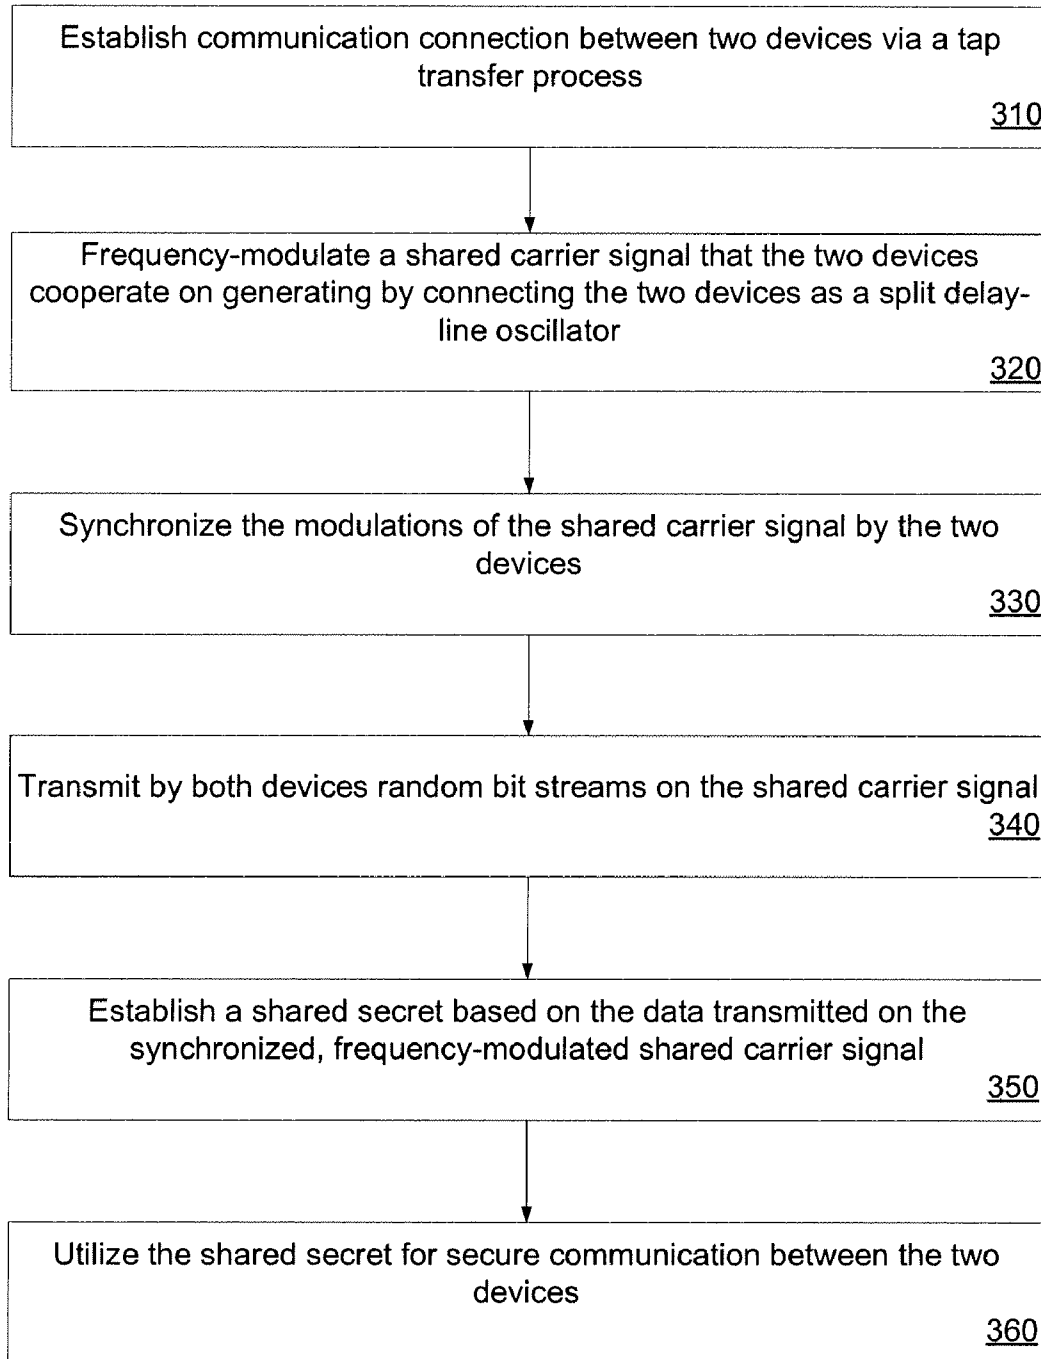 Establish communication connection between two devices via a tap
transfer process
310
Frequency-modulate a shared carrier signal that the two devices
cooperate on generating by connecting the two devices as a split delay-
line oscillator
320
Synchronize the modulations of the shared carrier signal by the two
devices
330
Transmit by both devices random bit streams on the shared carrier signal
340
Establish a shared secret based on the data transmitted on the
synchronized, frequency-modulated shared carrier signal
350
Utilize the shared secret for secure communication between the two
devices
360